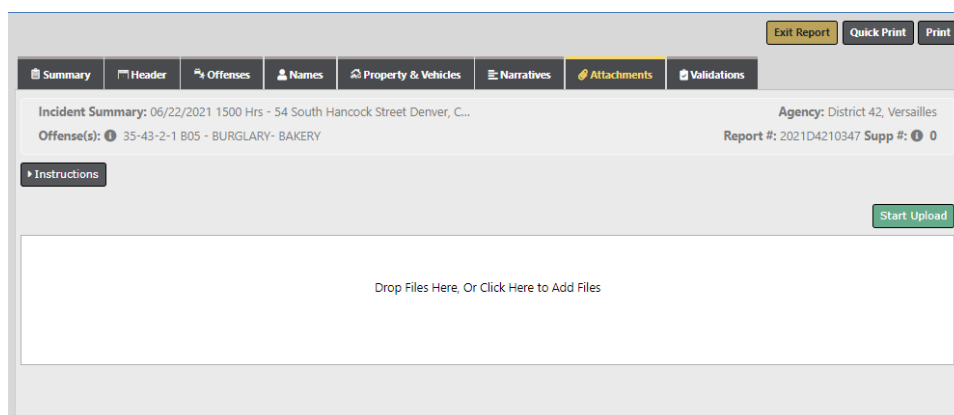 Exit Report Quick Print Print
Summary Header Offenses Names Property & Vehicles Narratives Attachments Validations
Incident Summary: 06/22/2021 1500 Hrs - 54 South Hancock Street Denver, C... Agency: District 42, Versailles
Offense(s): 35-43-2-1 B05 - BURGLARY- BAKERY Report #: 2021D4210347 Supp #: 0
Instructions
Start Upload
Drop Files Here, Or Click Here to Add Files